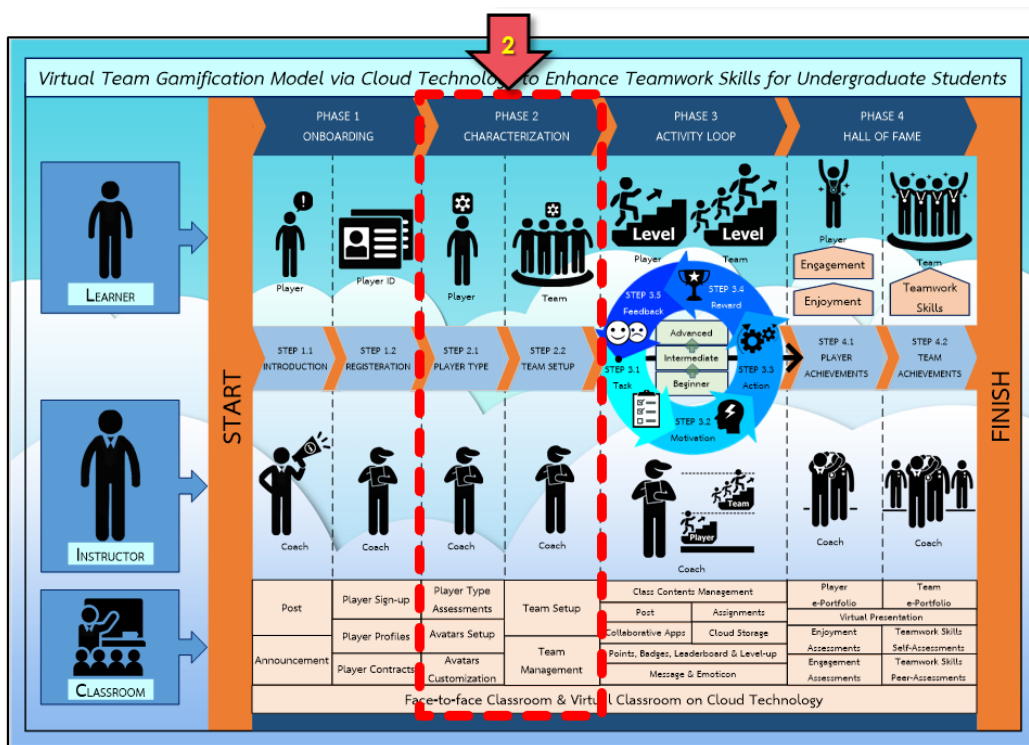 2
Virtual Team Gamification Model via Cloud Technology to Enhance Teamwork Skills for Undergraduate Students
PHASE 1
ONBOARDING
PHASE 2
CHARACTERIZATION
PHASE 3
ACTIVITY LOOP
PHASE 4
HALL OF FAME
LEARNER
Player
Player ID
Player
Team
Level
Player
Level
Team
Player
Engagement
Enjoyment
Team
Teamwork
Skills
START
STEP 1.1
INTRODUCTION
STEP 1.2
REGISTERATION
STEP 2.1
PLAYER TYPE
STEP 2.2
TEAM SETUP
STEP 3.5
Feedback
STEP 3.4
Reward
Advanced
Intermediate
Beginner
STEP 3.1
Task
STEP 3.3
Action
STEP 3.2
Motivation
STEP 4.1
PLAYER
ACHIEVEMENTS
STEP 4.2
TEAM
ACHIEVEMENTS
FINISH
INSTRUCTOR
Coach
Coach
Coach
Coach
Team
Player
Coach
Coach
Coach
CLASSROOM
Post
Announcement
Player Sign-up
Player Profiles
Player Contracts
Player Type
Assessments
Avatars Setup
Avatars
Customization
Team Setup
Team
Management
Class Contents Management
Post
Assignments
Collaborative Apps
Cloud Storage
Points, Badges, Leaderboard & Level-up
Message & Emoticon
Player
e-Portfolio
Team
e-Portfolio
Virtual Presentation
Enjoyment
Assessments
Teamwork Skills
Self-Assessments
Engagement
Assessments
Teamwork Skills
Peer-Assessments
Face-to-face Classroom & Virtual Classroom on Cloud Technology